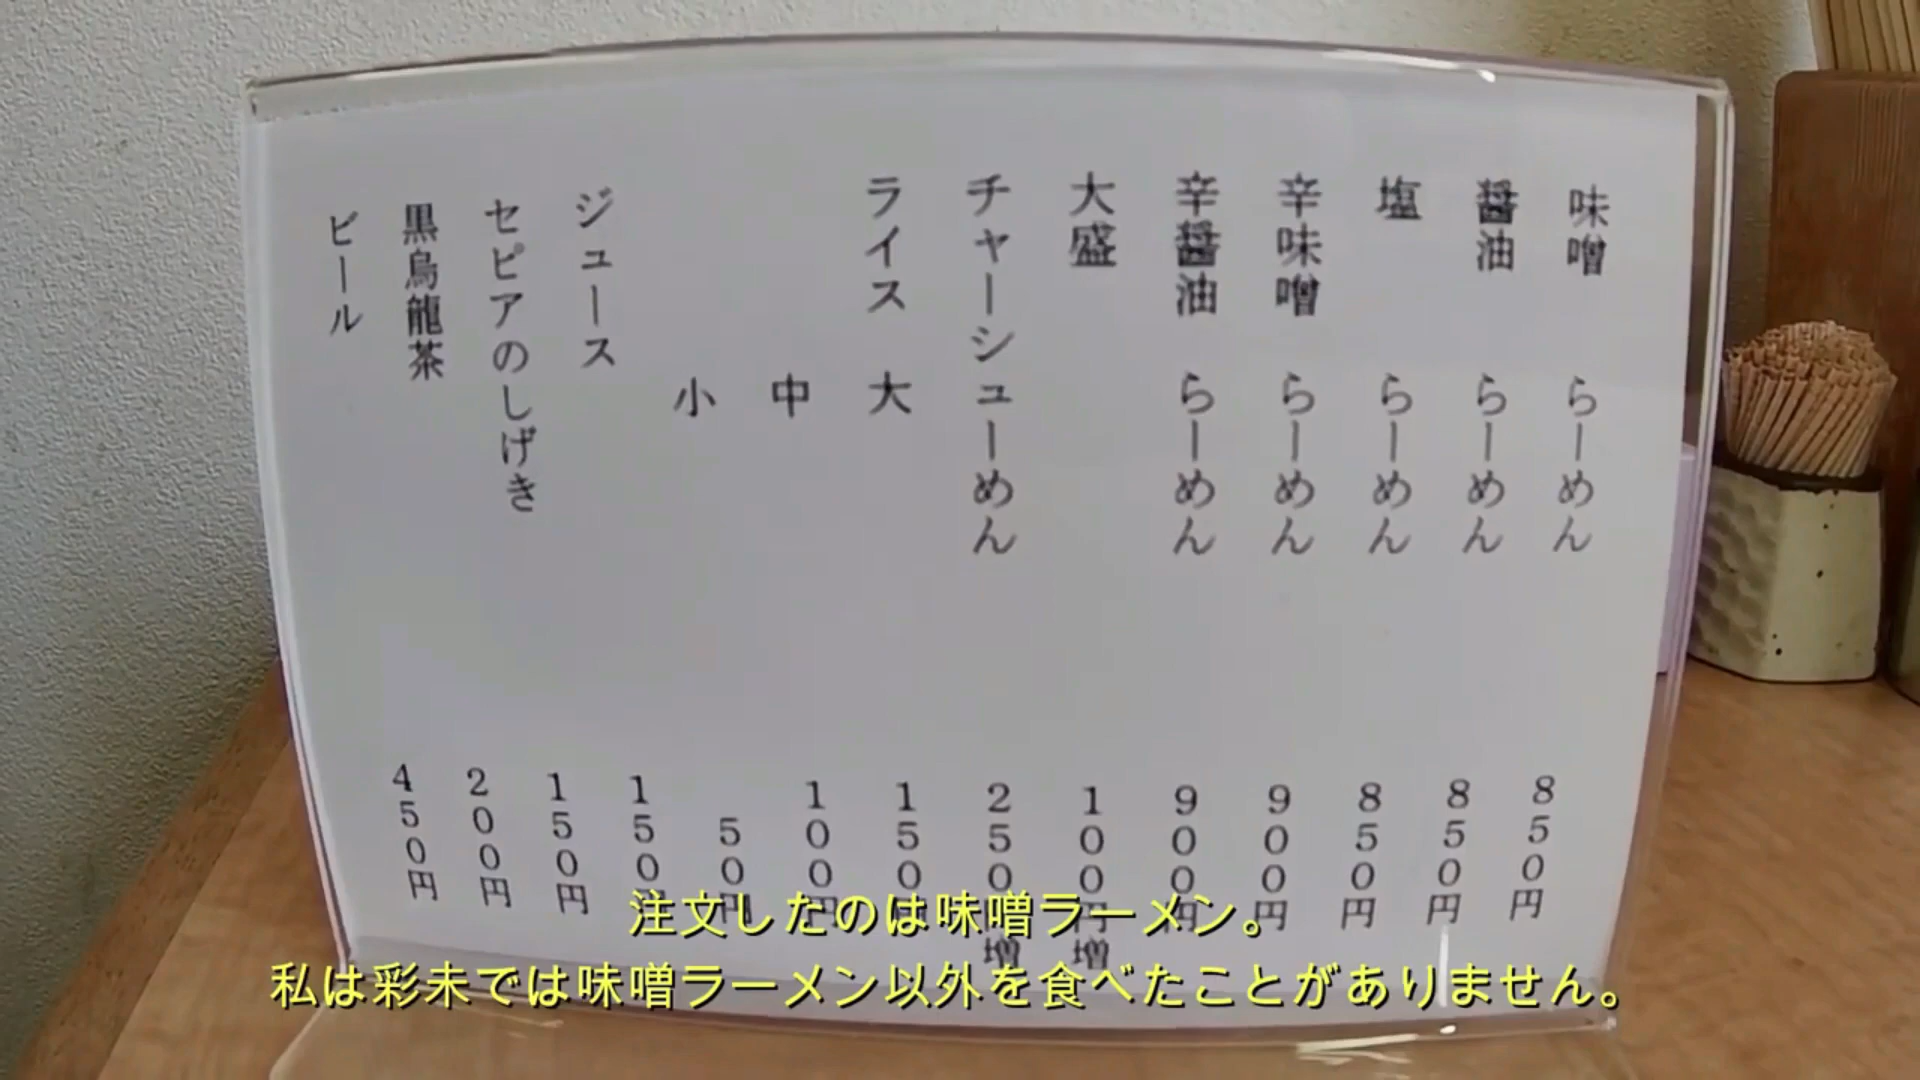 味噌 らーめん 850円
醤油 らーめん 850円
塩 らーめん 850円
辛味噌 らーめん 900円
辛醤油 らーめん 900円
大盛 100円増
チャーシューめん 250円増
ライス 大 150円
中 100円
小 50円
ジュース 150円
セピアのしげき 150円
黒烏龍茶 200円
ビール 450円
注文したのは味噌ラーメン。
私は彩未では味噌ラーメン以外を食べたことがありません。